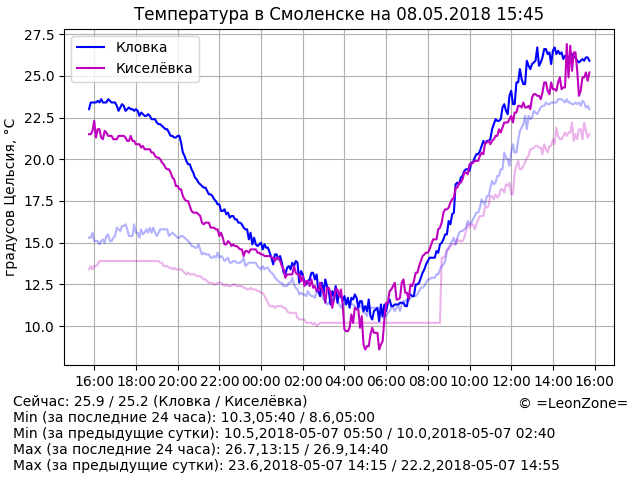 Температура в Смоленске на 08.05.2018 15:45
Кловка
Киселёвка
градусов Цельсия, °C
27.5
25.0
22.5
20.0
17.5
15.0
12.5
10.0
16:00 18:00 20:00 22:00 00:00 02:00 04:00 06:00 08:00 10:00 12:00 14:00 16:00
Сейчас: 25.9 / 25.2 (Кловка / Киселёвка)
© =LeonZone=
Min (за последние 24 часа): 10.3,05:40 / 8.6,05:00
Min (за предыдущие сутки): 10.5,2018-05-07 05:50 / 10.0,2018-05-07 02:40
Max (за последние 24 часа): 26.7,13:15 / 26.9,14:40
Max (за предыдущие сутки): 23.6,2018-05-07 14:15 / 22.2,2018-05-07 14:55